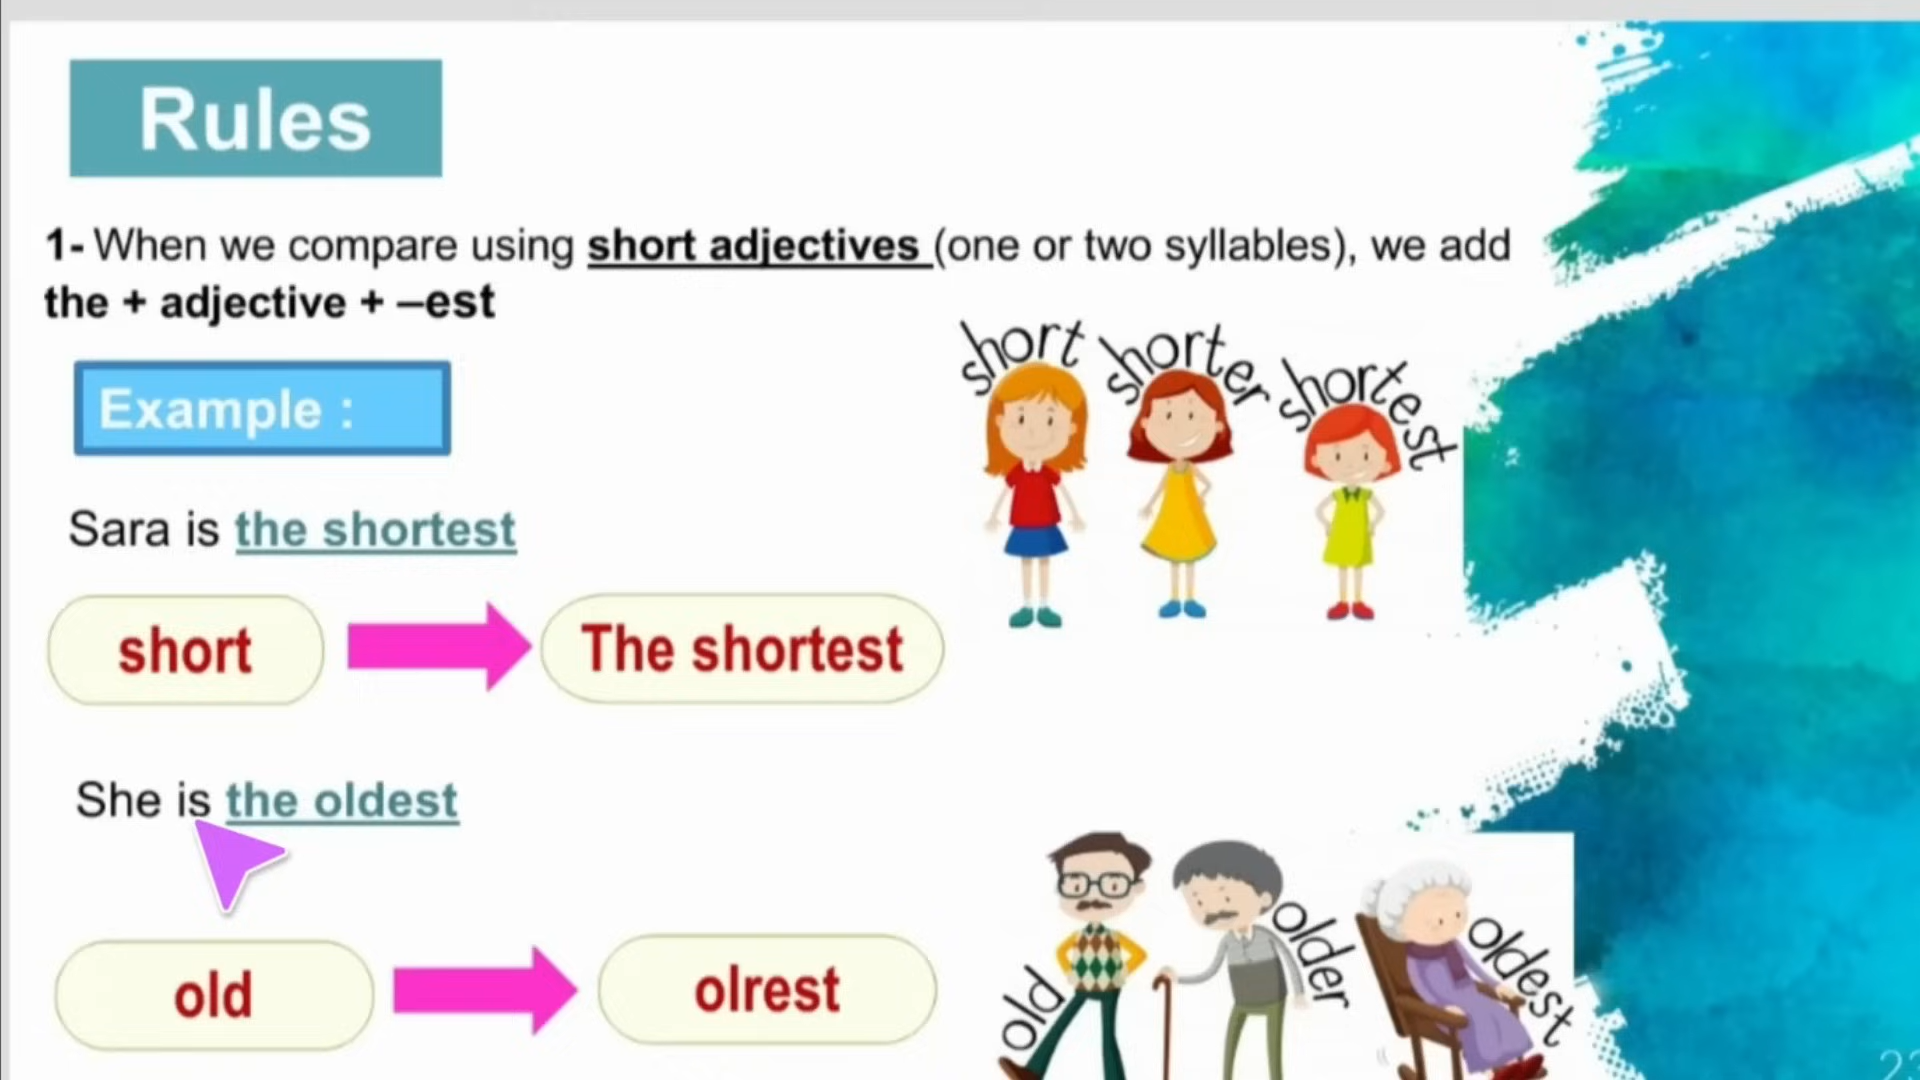 Rules
1- When we compare using short adjectives (one or two syllables), we add
the + adjective + –est
Example :
short shorter shortest
Sara is the shortest
short The shortest
She is the oldest
old older oldest
old olrest
23